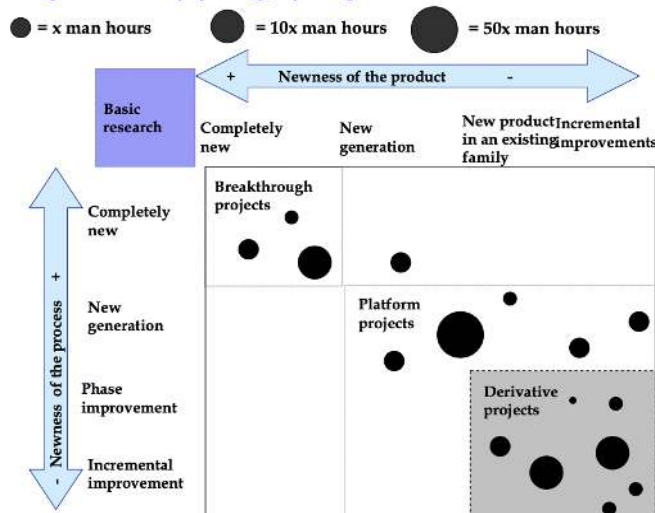 = x man hours
= 10x man hours
= 50x man hours
+ Newness of the product -
Basic
research
Completely
new
New
generation
New product
in an existing
family
Incremental
improvements
Breakthrough
projects
Completely
new
New
generation
Platform
projects
Phase
improvement
Derivative
projects
Incremental
improvement
- Newness of the process +